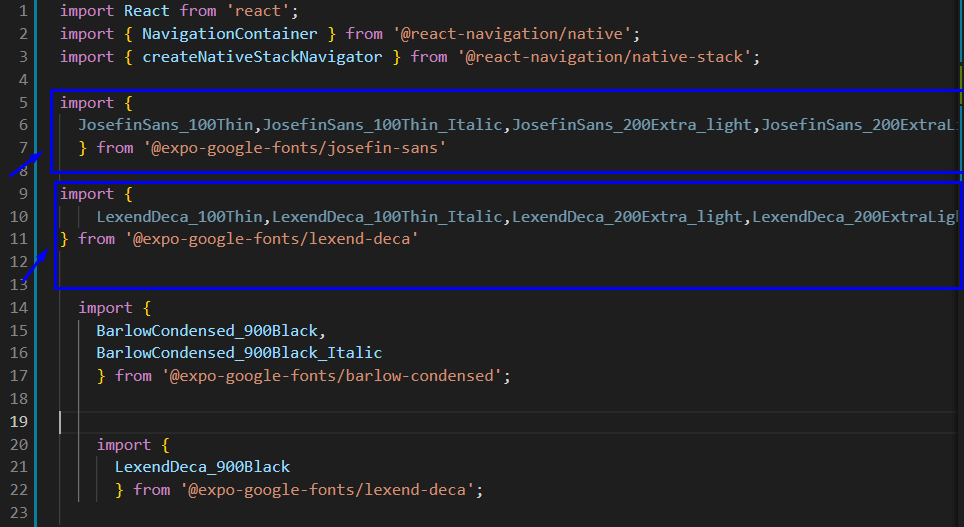 1 import React from 'react';
2 import { NavigationContainer } from '@react-navigation/native';
3 import { createNativeStackNavigator } from '@react-navigation/native-stack';
4
5 import {
6 JosefinSans_100Thin,JosefinSans_100Thin_Italic,JosefinSans_200Extra_light,JosefinSans_200ExtraLi
7 } from '@expo-google-fonts/josefin-sans'
8
9 import {
10 LexendDeca_100Thin,LexendDeca_100Thin_Italic,LexendDeca_200Extra_light,LexendDeca_200ExtraLigh
11 } from '@expo-google-fonts/lexend-deca'
12
13
14 import {
15 BarlowCondensed_900Black,
16 BarlowCondensed_900Black_Italic
17 } from '@expo-google-fonts/barlow-condensed';
18
19
20 import {
21 LexendDeca_900Black
22 } from '@expo-google-fonts/lexend-deca';
23